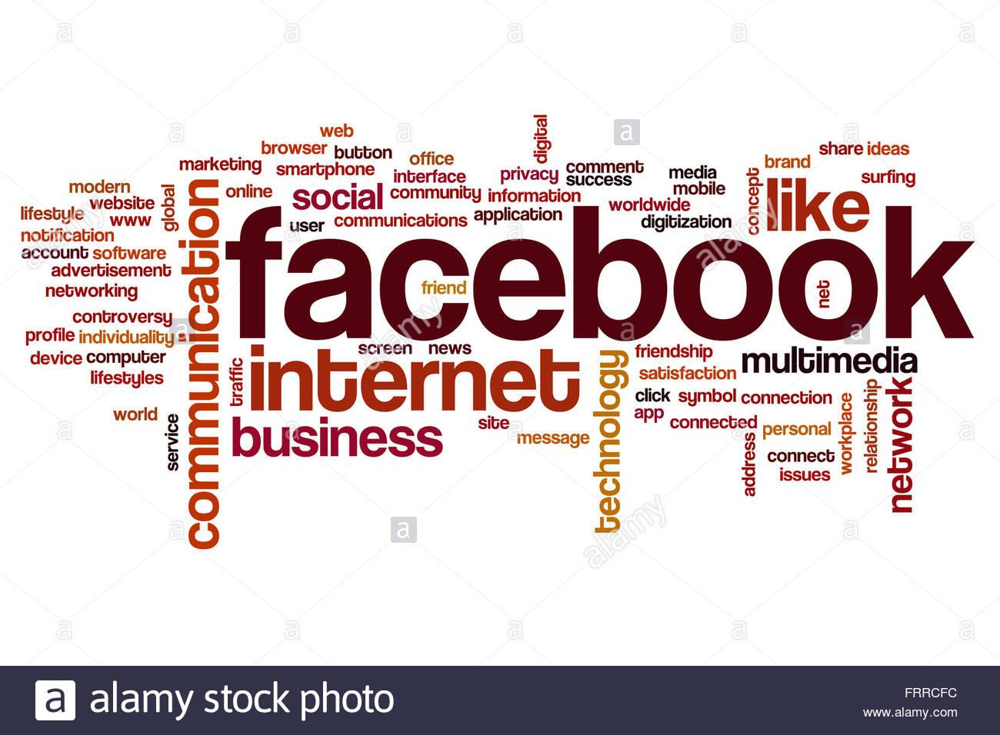 web
digital
browser
button
share ideas
marketing
smartphone
office
brand
privacy
comment
interface
success
media
surfing
modern
global
online
social
community
information
mobile
concept
like
lifestyle
website
www
communication
user
communications
application
worldwide
digitization
notification
account
software
facebook
advertisement
networking
friend
net
controversy
profile
individuality
device
computer
lifestyles
screen
news
friendship
multimedia
traffic
internet
technology
satisfaction
world
click
symbol
connection
network
service
business
site
app
connected
message
personal
workplace
relationship
address
connect
issues
alamy
alamy
alamy
alamy
a alamy stock photo
FRRCFC
www.alamy.com